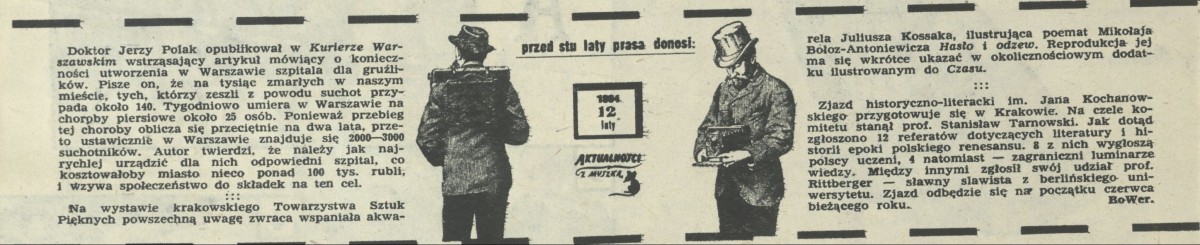 Doktor Jerzy Polak opublikował w Kurierze War-
szawskim wstrząsający artykuł mówiący o koniecz-
ności utworzenia w Warszawie szpitala dla gruźli-
ków. Pisze on, że na tysiąc zmarłych w naszym
mieście, tych, którzy zeszli z powodu suchot przy-
pada około 140. Tygodniowo umiera w Warszawie na
choroby piersiowe około 25 osób. Ponieważ przebieg
tej choroby oblicza się przeciętnie na dwa lata, prze-
to ustawicznie w Warszawie znajduje się 2000—3000
suchotników. Autor twierdzi, że należy jak naj-
rychlej urządzić dla nich odpowiedni szpital, co
kosztowałoby miasto nieco ponad 100 tys. rubli,
i wzywa społeczeństwo do składek na ten cel.
:::
Na wystawie krakowskiego Towarzystwa Sztuk
Pięknych powszechną uwagę zwraca wspaniała akwa-
przed stu laty prasa donosi:
12
luty
AKTUALNOŚCI
Z MYSZKĄ
rela Juliusza Kossaka, ilustrująca poemat Mikołaja
Bołoz-Antoniewicza Hasło i odzew. Reprodukcja jej
ma się wkrótce ukazać w okolicznościowym dodat-
ku ilustrowanym do Czasu.
:::
Zjazd historyczno-literacki im. Jana Kochanow-
skiego przygotowuje się w Krakowie. Na czele ko-
mitetu stanął prof. Stanisław Tarnowski. Jak dotąd
zgłoszono 12 referatów dotyczących literatury i hi-
storii epoki polskiego renesansu. 8 z nich wygłoszą
polscy uczeni, 4 natomiast — zagraniczni luminarze
wiedzy. Między innymi zgłosił swój udział prof.
Rittberger — sławny slawista z berlińskiego uni-
wersytetu. Zjazd odbędzie się na początku czerwca
bieżącego roku. BoWer.